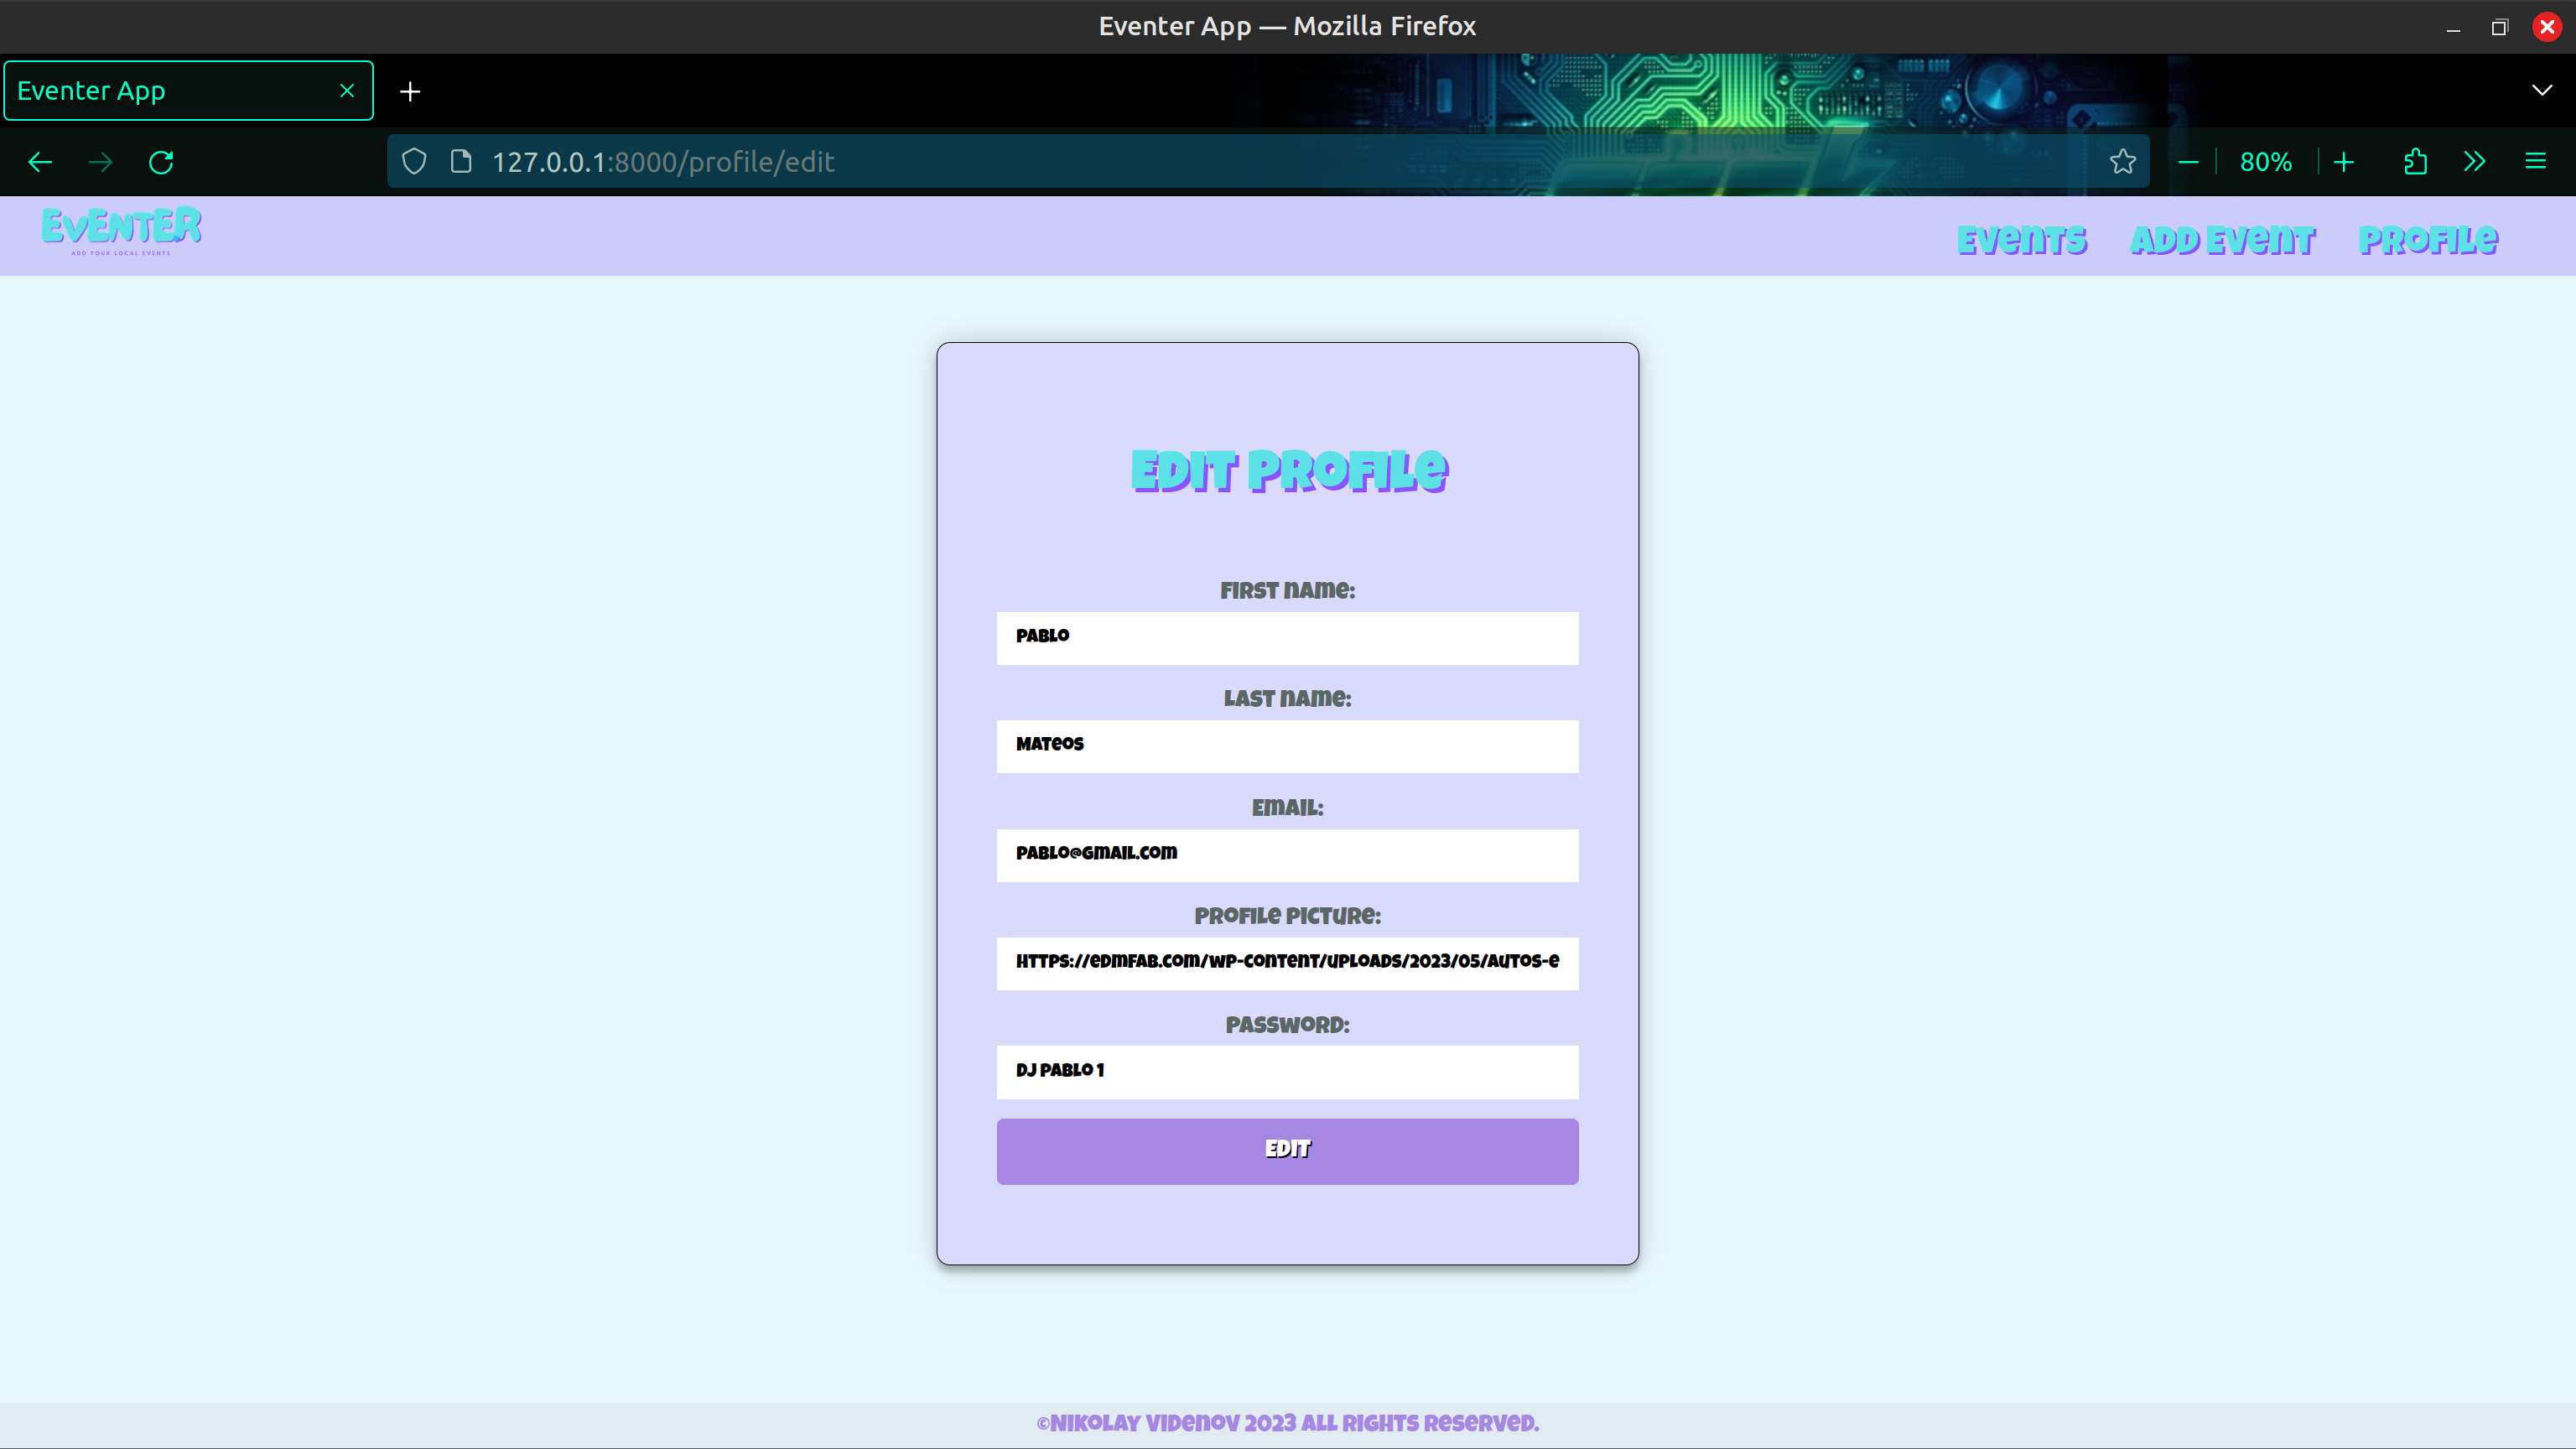 Eventer App — Mozilla Firefox
Eventer App
127.0.0.1:8000/profile/edit
80%
EVENTER
ADD YOUR LOCAL EVENTS
Events Add Event Profile
Edit Profile
First name:
Pablo
Last name:
Mateos
Email:
pablo@gmail.com
Profile picture:
https://edmfab.com/wp-content/uploads/2023/05/Autos-e
Password:
DJ Pablo 1
Edit
©Nikolay Videnov 2023 All rights reserved.